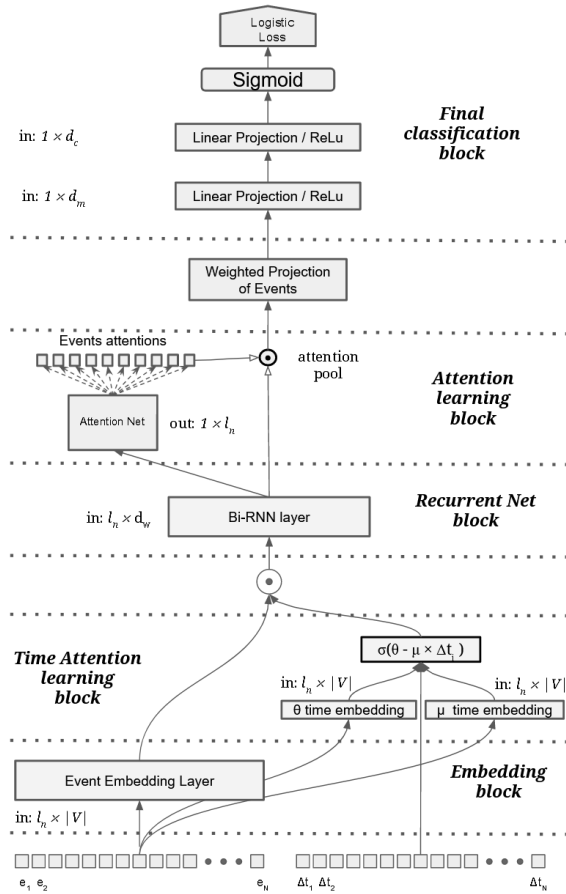 Logistic
Loss
Sigmoid
Final
classification
block
in: 1 × d_c
Linear Projection / ReLu
in: 1 × d_m
Linear Projection / ReLu
Weighted Projection
of Events
Events attentions
attention
pool
Attention
learning
block
Attention Net
out: 1 × l_n
Recurrent Net
block
in: l_n × d_w
Bi-RNN layer
σ(θ - μ × Δt_i )
Time Attention
learning
block
in: l_n × |V|
in: l_n × |V|
θ time embedding
μ time embedding
Event Embedding Layer
Embedding
block
in: l_n × |V|
e_1 e_2 e_N
Δt_1 Δt_2 Δt_N